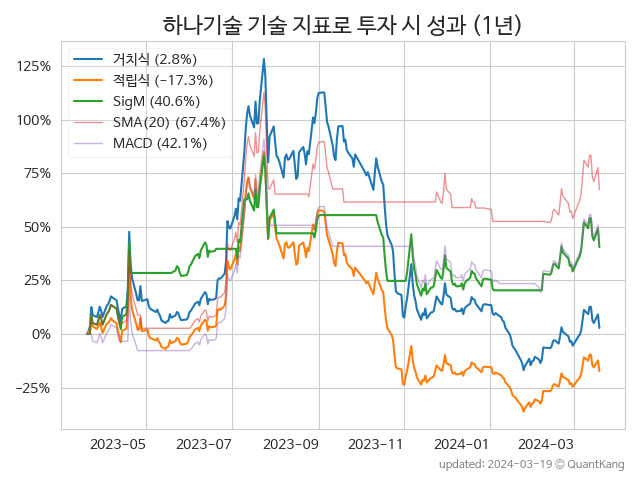 하나기술 기술 지표로 투자 시 성과 (1년)
거치식 (2.8%)
적립식 (−17.3%)
SigM (40.6%)
SMA(20) (67.4%)
MACD (42.1%)
125%
100%
75%
50%
25%
0%
−25%
2023-05 2023-07 2023-09 2023-11 2024-01 2024-03
updated: 2024-03-19 © QuantKang